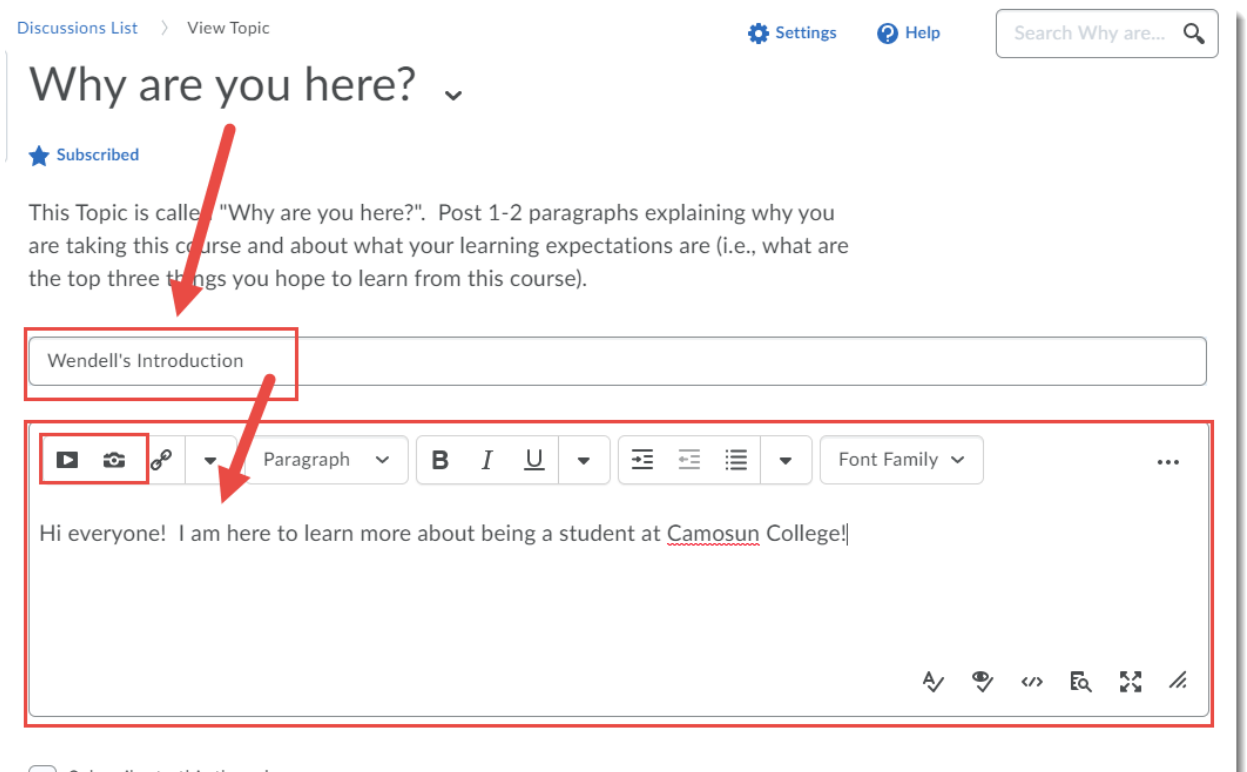 Discussions List View Topic
Settings Help Search Why are...
Why are you here?
Subscribed
This Topic is called "Why are you here?". Post 1-2 paragraphs explaining why you
are taking this course and about what your learning expectations are (i.e., what are
the top three things you hope to learn from this course).
Wendell's Introduction
Paragraph B I U Font Family ...
Hi everyone! I am here to learn more about being a student at Camosun College!